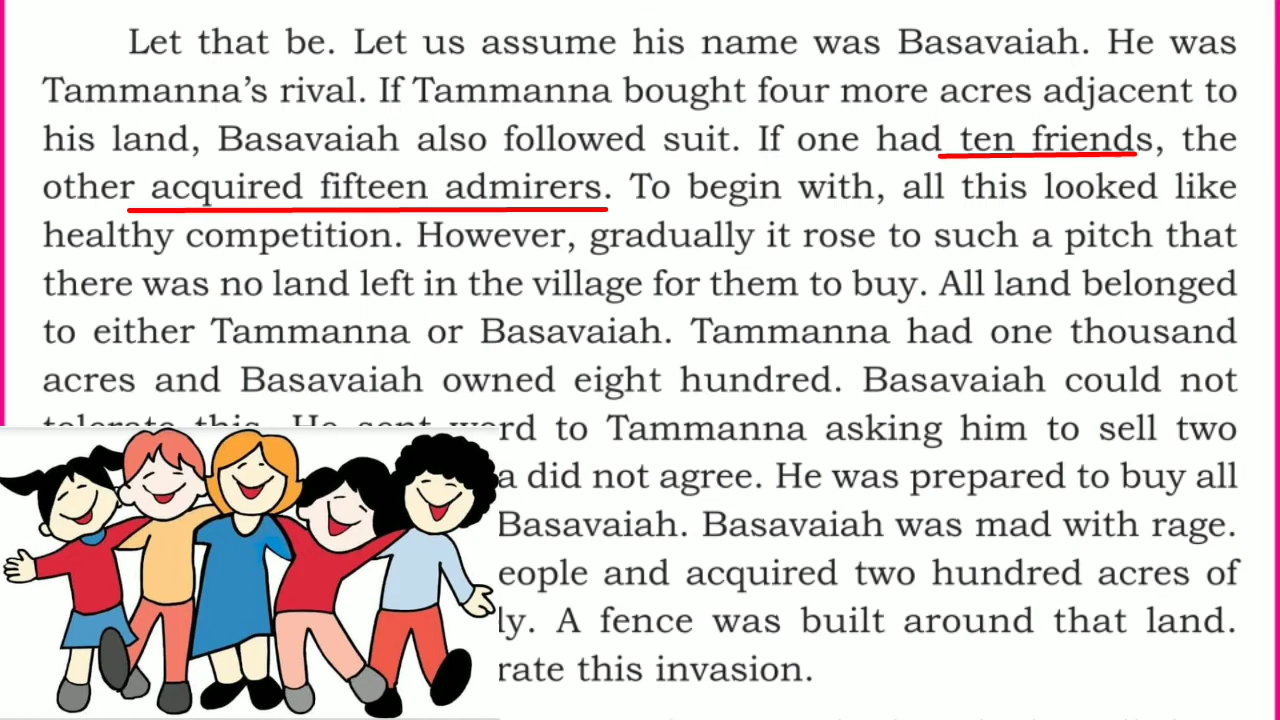 Let that be. Let us assume his name was Basavaiah. He was
Tammanna’s rival. If Tammanna bought four more acres adjacent to
his land, Basavaiah also followed suit. If one had ten friends, the
other acquired fifteen admirers. To begin with, all this looked like
healthy competition. However, gradually it rose to such a pitch that
there was no land left in the village for them to buy. All land belonged
to either Tammanna or Basavaiah. Tammanna had one thousand
acres and Basavaiah owned eight hundred. Basavaiah could not
tolerate this. He sent word to Tammanna asking him to sell two
a did not agree. He was prepared to buy all
Basavaiah. Basavaiah was mad with rage.
eople and acquired two hundred acres of
ly. A fence was built around that land.
rate this invasion.